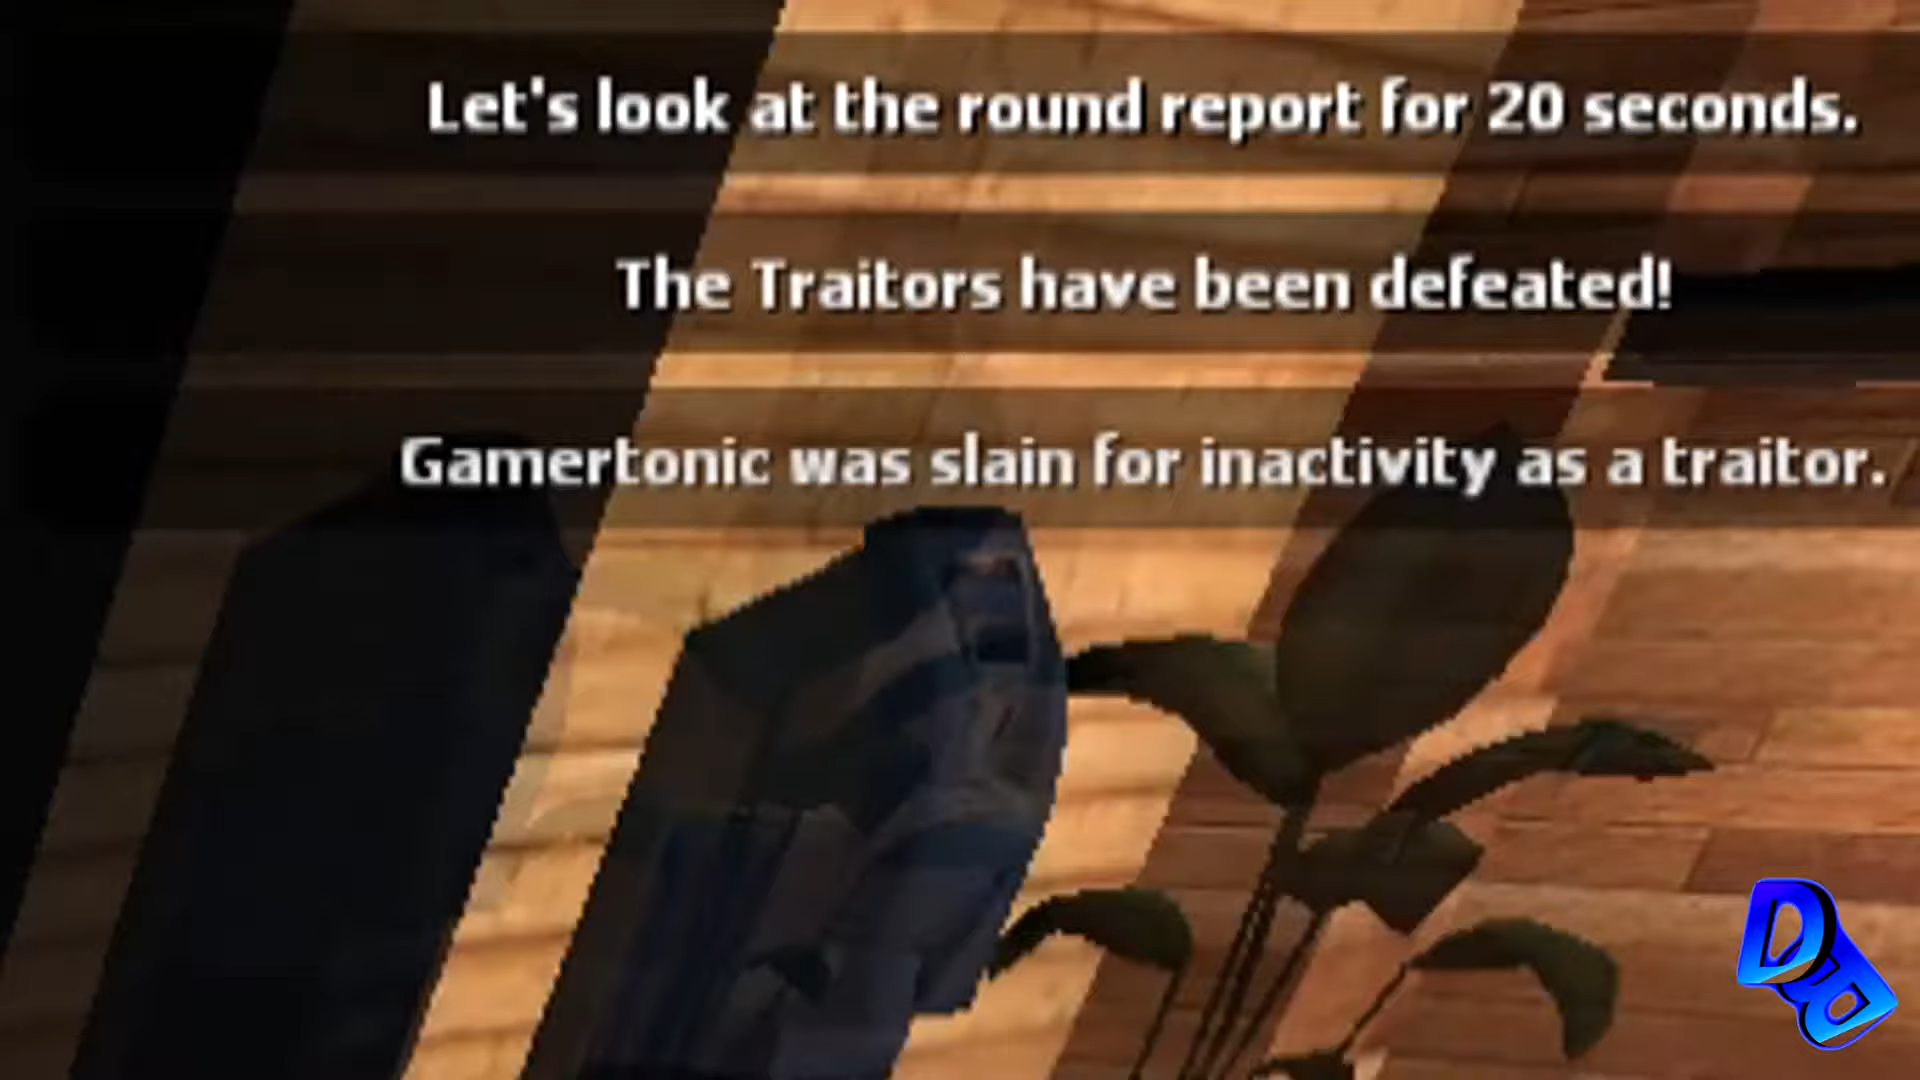 Let's look at the round report for 20 seconds.
The Traitors have been defeated!
Gamertonic was slain for inactivity as a traitor.